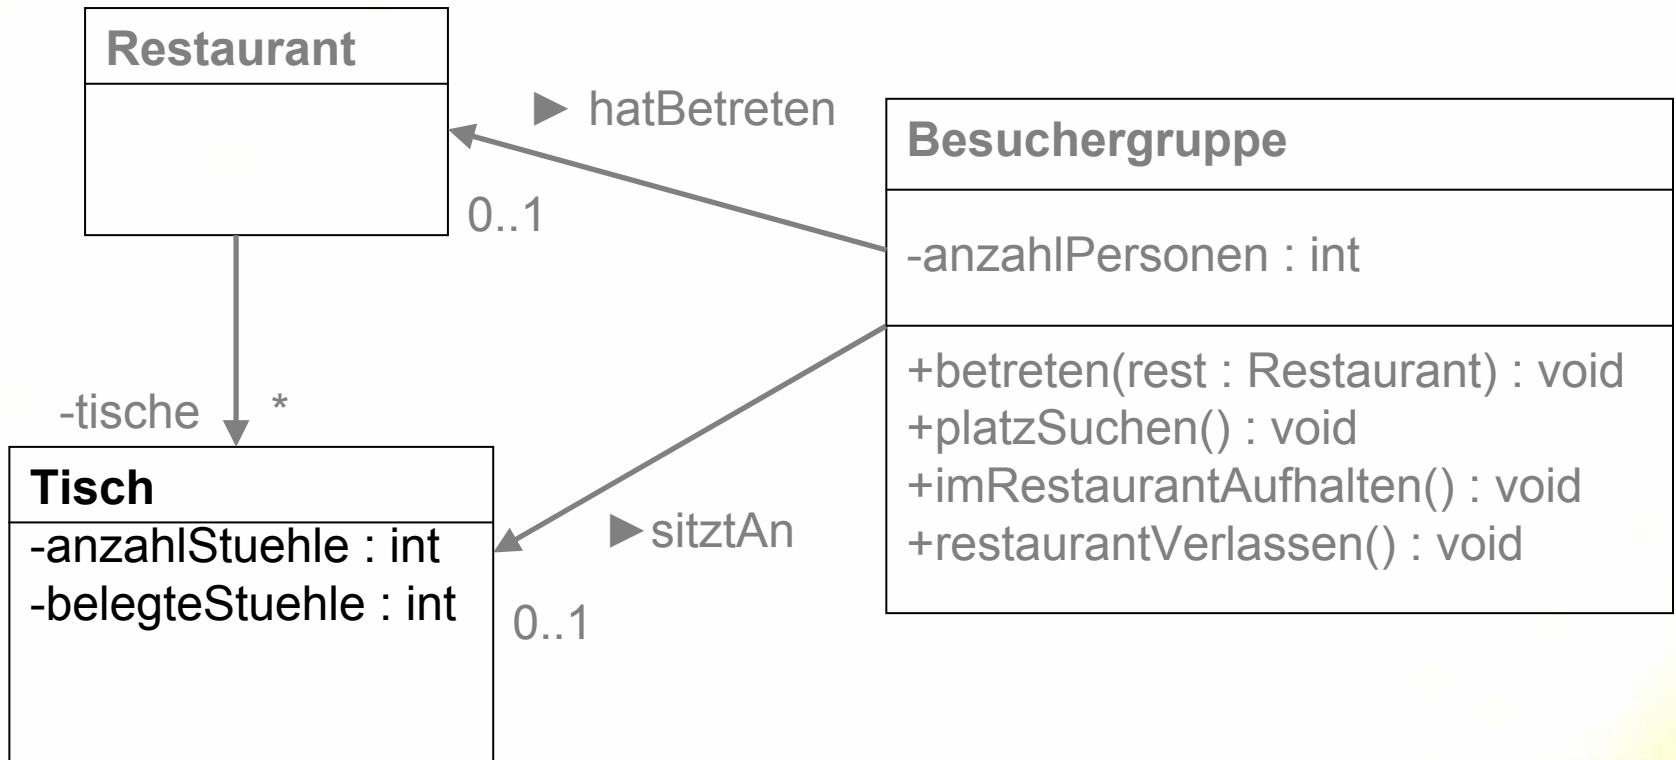 Restaurant
► hatBetreten
0..1
Besuchergruppe
-anzahlPersonen : int
+betreten(rest : Restaurant) : void
+platzSuchen() : void
+imRestaurantAufhalten() : void
+restaurantVerlassen() : void
-tische *
Tisch
-anzahlStuehle : int
-belegteStuehle : int
►sitztAn
0..1